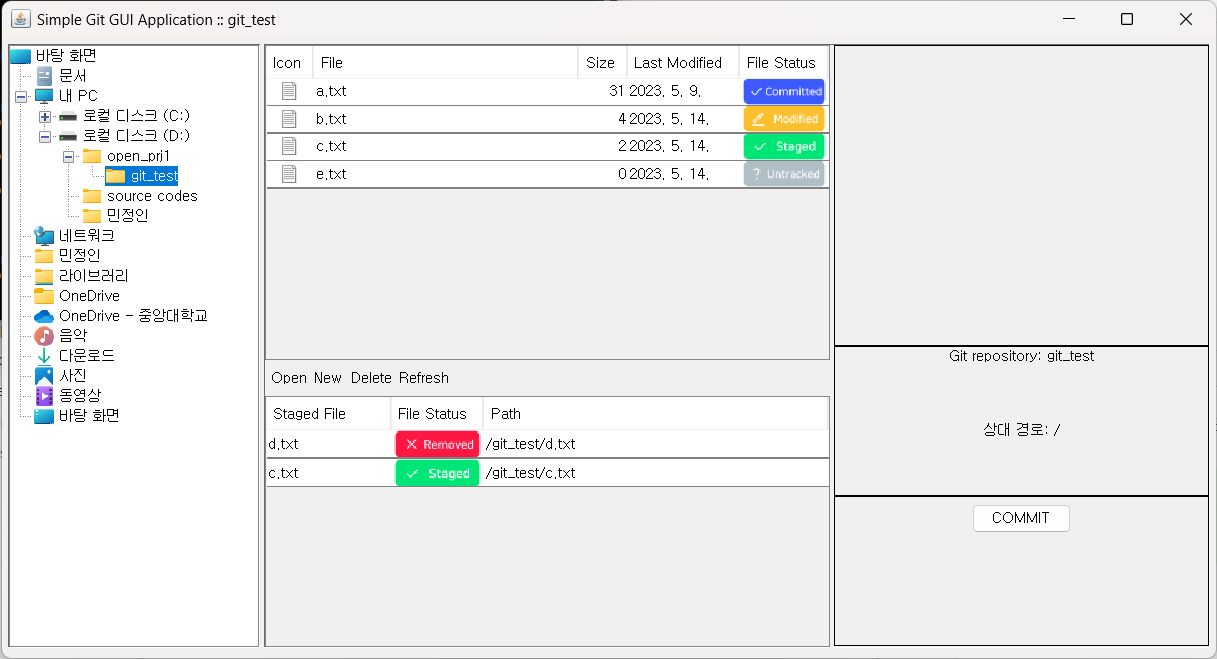 Simple Git GUI Application :: git_test
바탕 화면
문서
내 PC
로컬 디스크 (C:)
로컬 디스크 (D:)
open_prj1
git_test
source codes
민정인
네트워크
민정인
라이브러리
OneDrive
OneDrive - 중앙대학교
음악
다운로드
사진
동영상
바탕 화면
Icon File Size Last Modified File Status
a.txt 31 2023. 5. 9. Committed
b.txt 4 2023. 5. 14. Modified
c.txt 2 2023. 5. 14. Staged
e.txt 0 2023. 5. 14. ? Untracked
Open New Delete Refresh
Staged File File Status Path
d.txt Removed /git_test/d.txt
c.txt Staged /git_test/c.txt
Git repository: git_test
상대 경로: /
COMMIT